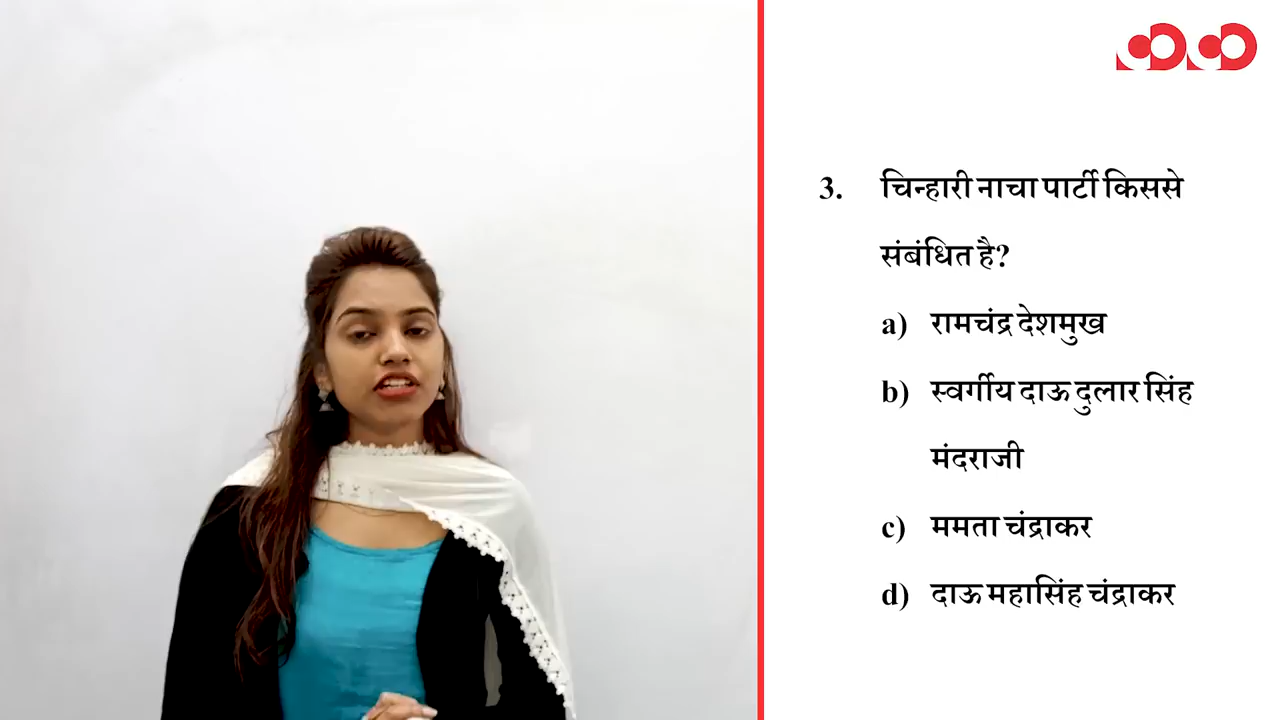 3. चिन्हारी नाचा पार्टी किससे
संबंधित है?
a) रामचंद्र देशमुख
b) स्वर्गीय दाऊ दुलार सिंह
मंदराजी
c) ममता चंद्राकर
d) दाऊ महासिंह चंद्राकर